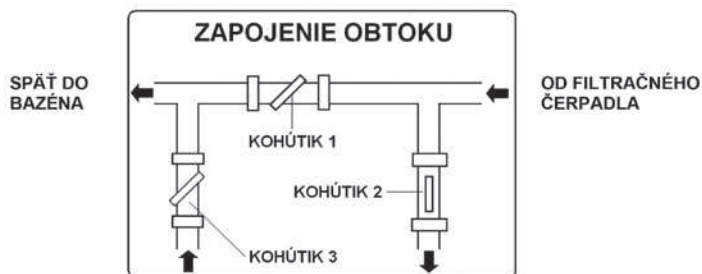 ZAPOJENIE OBTOKU
SPÄŤ DO
BAZÉNA
OD FILTRAČNÉHO
ČERPADLA
KOHÚTIK 1
KOHÚTIK 2
KOHÚTIK 3